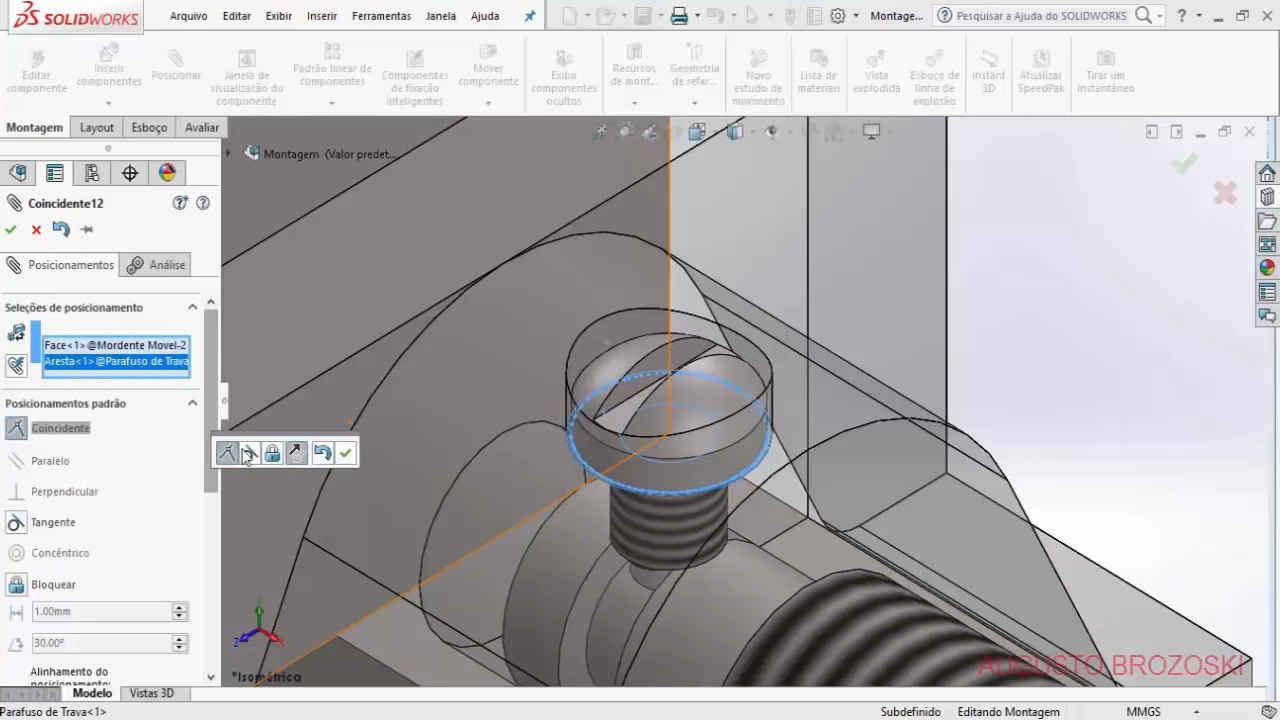 SOLIDWORKS
Arquivo Editar Exibir Inserir Ferramentas Janela Ajuda
Montage...
Pesquisar a Ajuda do SOLIDWORKS
Editar
componente
Inserir
componentes
Posicionar
Janela de
visualização do
componente
Padrão linear de
componentes
Componentes
de fixação
inteligentes
Mover
componente
Exibir
componentes
ocultos
Recursos
de mont...
Geometria
de refer...
Novo
estudo de
movimento
Lista de
materiais
Vista
explodida
Esboço de
linha de
explosão
Instant
3D
Atualizar
SpeedPak
Tirar um
instantâneo
Montagem Layout Esboço Avaliar
Montagem (Valor predet...
Coincidente12
Posicionamentos Análise
Seleções de posicionamento
Face<1>@Mordente Movel-2
Aresta<1>@Parafuso de Trava
Posicionamentos padrão
Coincidente
Paralelo
Perpendicular
Tangente
Concêntrico
Bloquear
1.00mm
30.00°
Alinhamento do
Y
Z
X
*Isométrica
AUGUSTO BROZOSKI
Modelo Vistas 3D
Parafuso de Trava<1>
Subdefinido Editando Montagem MMGS